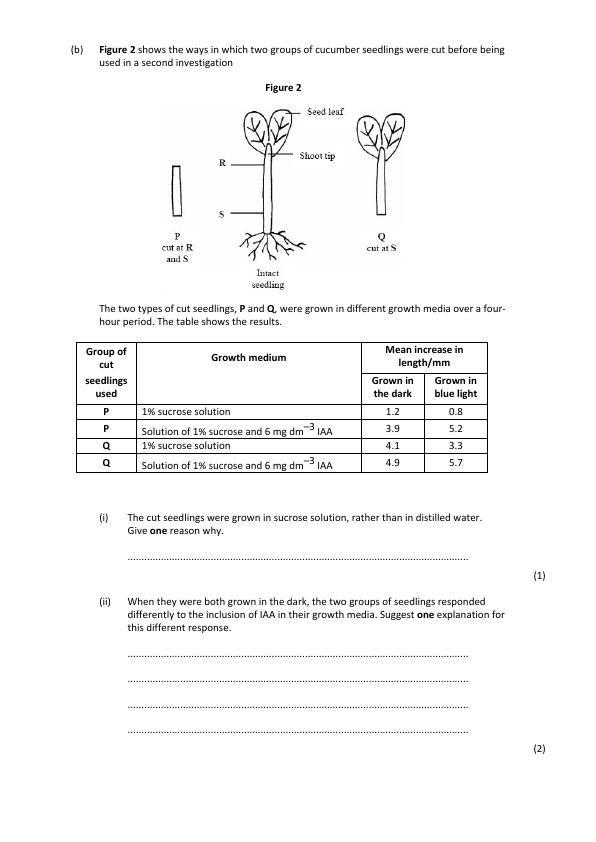 (b) Figure 2 shows the ways in which two groups of cucumber seedlings were cut before being
used in a second investigation
Figure 2
Seed leaf
Shoot tip
R
S
P
cut at R
and S
Intact
seedling
Q
cut at S
The two types of cut seedlings, P and Q, were grown in different growth media over a four-
hour period. The table shows the results.
Group of cut seedlings used | Growth medium | Mean increase in length/mm
Grown in the dark | Grown in blue light
P | 1% sucrose solution | 1.2 | 0.8
P | Solution of 1% sucrose and 6 mg dm–3 IAA | 3.9 | 5.2
Q | 1% sucrose solution | 4.1 | 3.3
Q | Solution of 1% sucrose and 6 mg dm–3 IAA | 4.9 | 5.7
(i) The cut seedlings were grown in sucrose solution, rather than in distilled water.
Give one reason why.
(1)
(ii) When they were both grown in the dark, the two groups of seedlings responded
differently to the inclusion of IAA in their growth media. Suggest one explanation for
this different response.
(2)